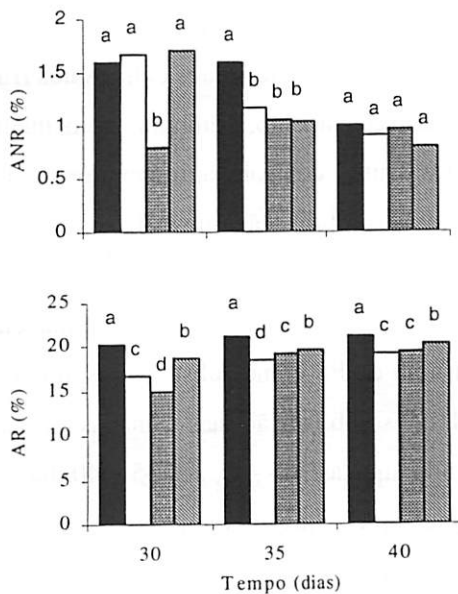 2
a a a
a
1.5
b b b
a a a a
1
b
0.5
0
ANR (%)
25
a a a
20
c d b
d c b
c c b
15
10
5
0
AR (%)
30 35 40
Tempo (dias)